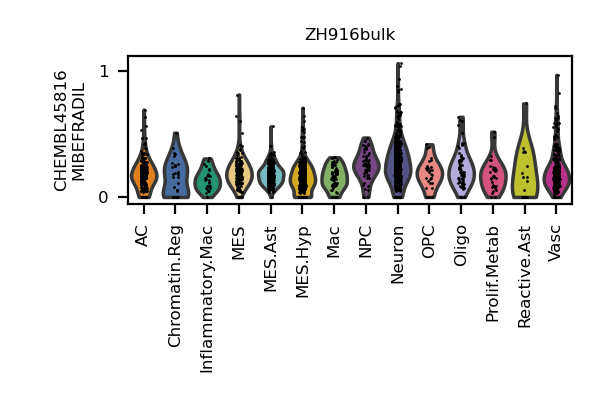 ZH916bulk
CHEMBL45816
MIBEFRADIL
1
0
AC
Chromatin.Reg
Inflammatory.Mac
MES
MES.Ast
MES.Hyp
Mac
NPC
Neuron
OPC
Oligo
Prolif.Metab
Reactive.Ast
Vasc